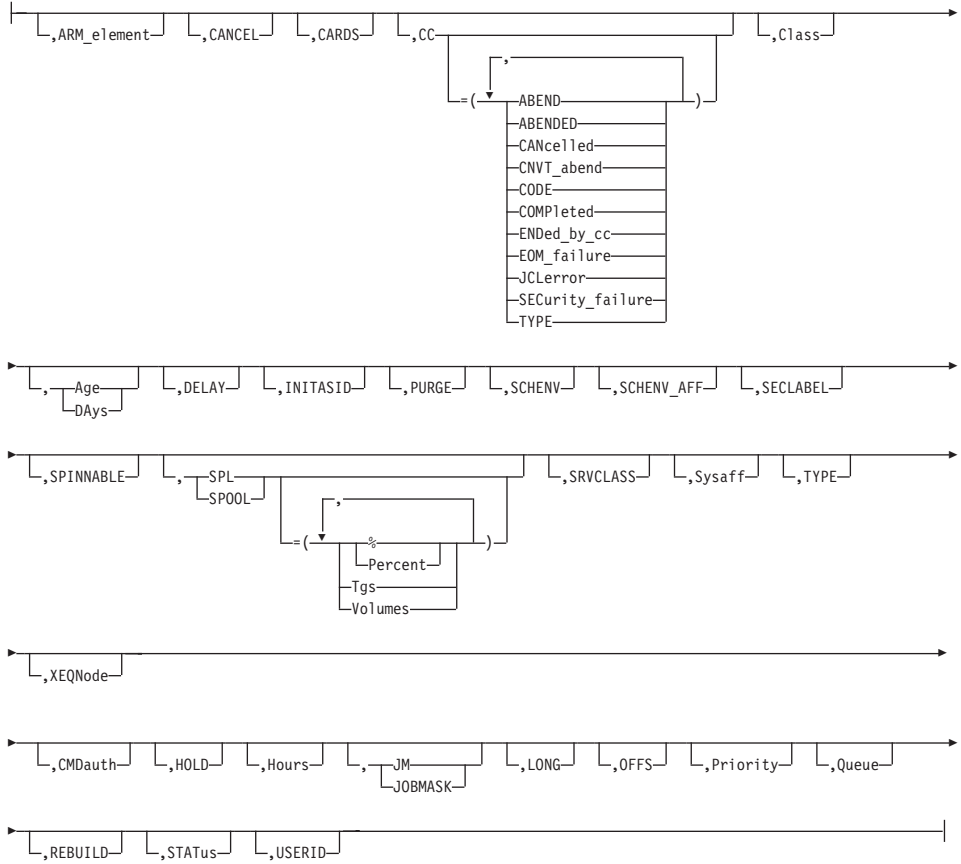 ,ARM_element ,CANCEL ,CARDS ,CC ,Class
,
=( ABEND )
ABENDED
CANcelled
CNVT_abend
CODE
COMPleted
ENDed_by_cc
EOM_failure
JCLerror
SECurity_failure
TYPE
, Age ,DELAY ,INITASID ,PURGE ,SCHENV ,SCHENV_AFF ,SECLABEL
DAys
,SPINNABLE , SPL ,SRVCLASS ,Sysaff ,TYPE
SPOOL
,
=( % )
Percent
Tgs
Volumes
,XEQNode
,CMDauth ,HOLD ,Hours , JM ,LONG ,OFFS ,Priority ,Queue
JOBMASK
,REBUILD ,STATus ,USERID